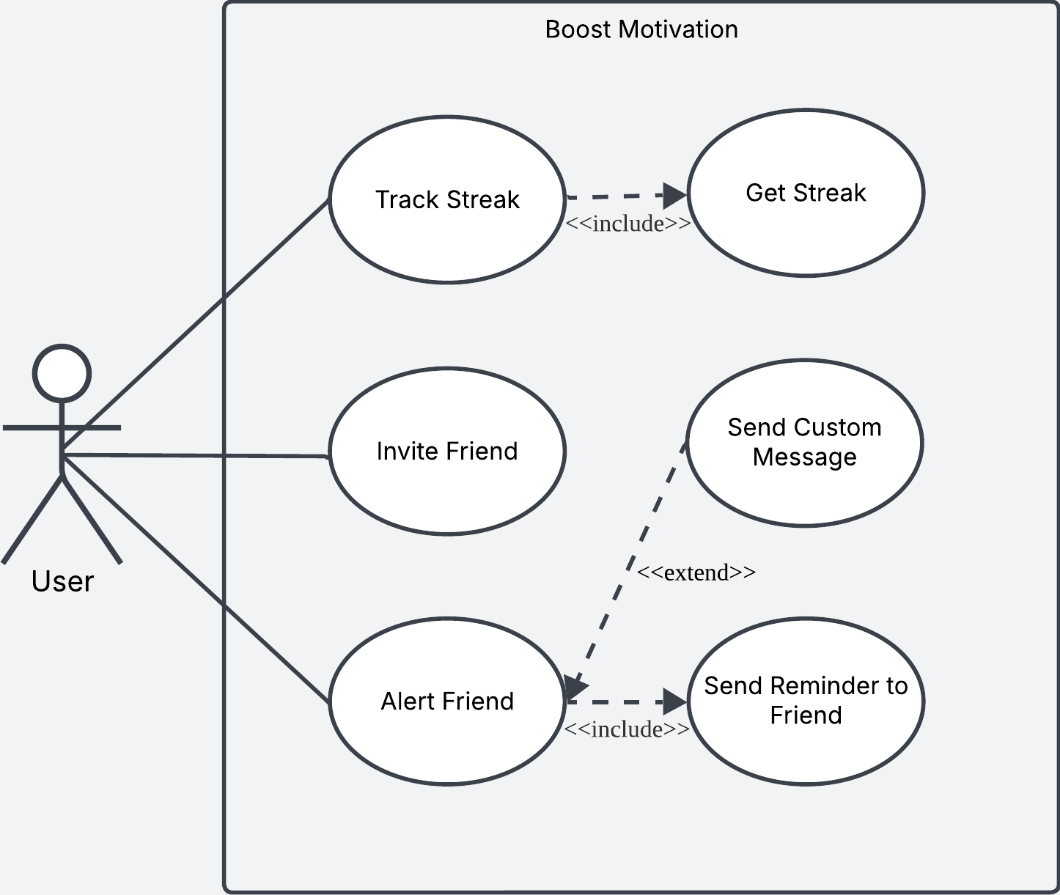 Boost Motivation
Track Streak
<<include>>
Get Streak
Invite Friend
Send Custom
Message
<<extend>>
User
Alert Friend
<<include>>
Send Reminder to
Friend